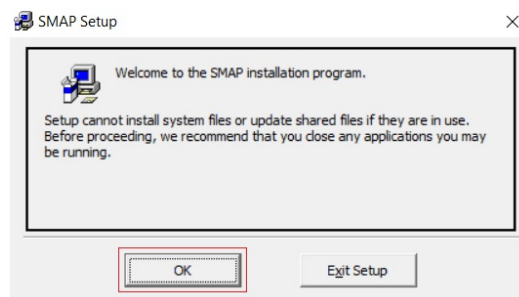 SMAP Setup
Welcome to the SMAP installation program.
Setup cannot install system files or update shared files if they are in use.
Before proceeding, we recommend that you close any applications you may
be running.
OK
Exit Setup